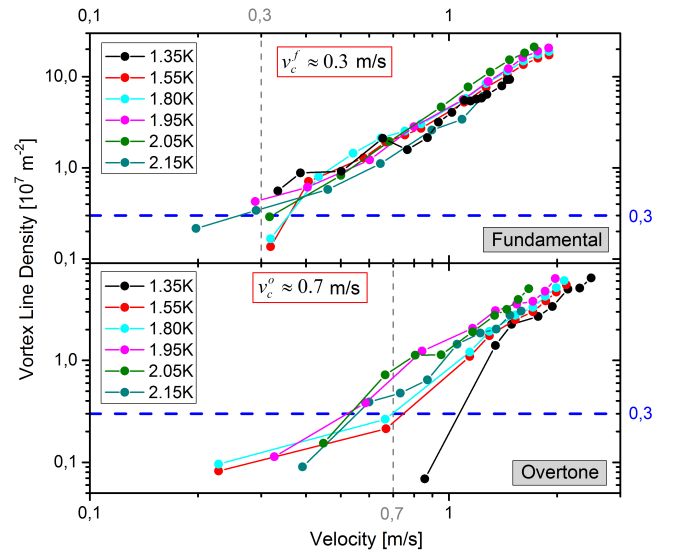 0,1 0,3 1
1.35K
1.55K
1.80K
1.95K
2.05K
2.15K
v_c^f ≈ 0.3 m/s
10,0
1,0
0,1
0,3
Fundamental
Vortex Line Density [10^7 m^-2]
1.35K
1.55K
1.80K
1.95K
2.05K
2.15K
v_c^o ≈ 0.7 m/s
1,0
0,1
0,3
Overtone
0,1 0,7 1
Velocity [m/s]